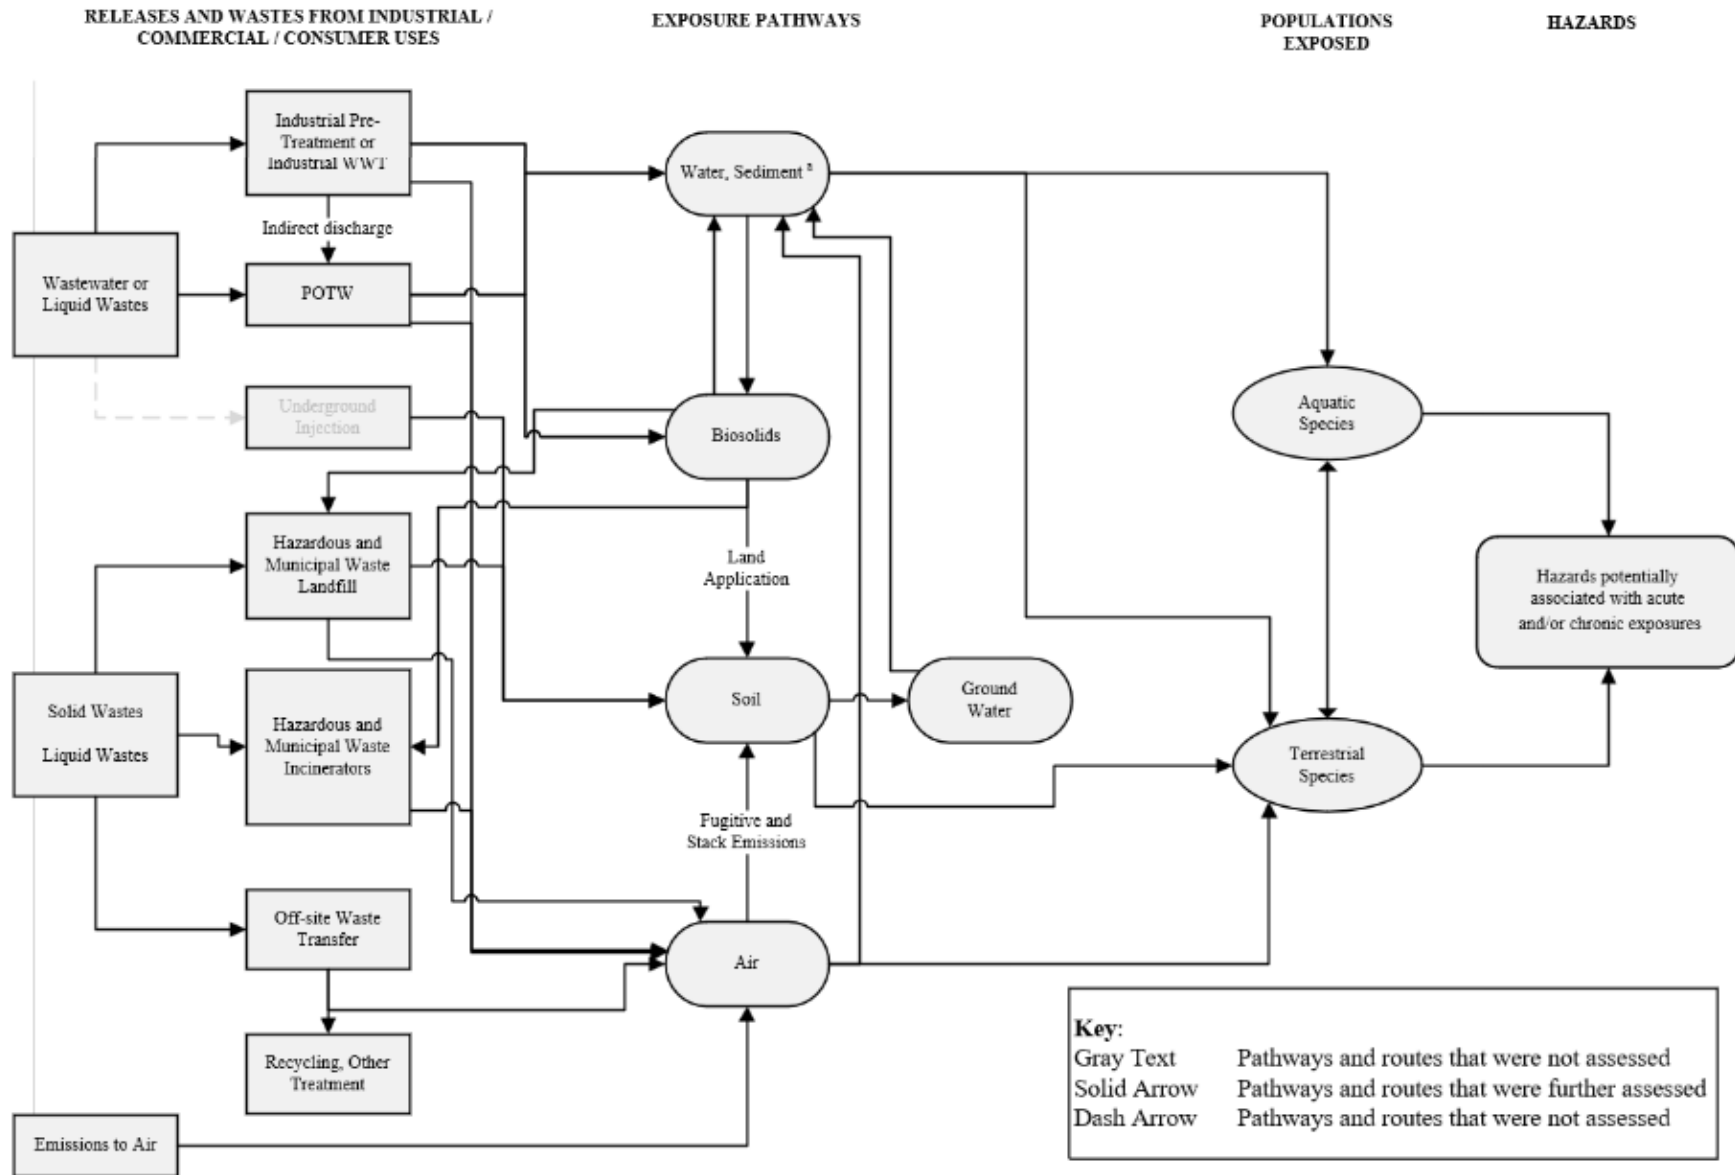 RELEASES AND WASTES FROM INDUSTRIAL /
COMMERCIAL / CONSUMER USES
EXPOSURE PATHWAYS
POPULATIONS
EXPOSED
HAZARDS
Industrial Pre-
Treatment or
Industrial WWT
Indirect discharge
Wastewater or
Liquid Wastes
POTW
Underground
Injection
Hazardous and
Municipal Waste
Landfill
Solid Wastes
Liquid Wastes
Hazardous and
Municipal Waste
Incinerators
Off-site Waste
Transfer
Recycling, Other
Treatment
Emissions to Air
Water, Sediment a
Biosolids
Land
Application
Soil
Ground
Water
Fugitive and
Stack Emissions
Air
Aquatic
Species
Terrestrial
Species
Hazards potentially
associated with acute
and/or chronic exposures
Key:
Gray Text Pathways and routes that were not assessed
Solid Arrow Pathways and routes that were further assessed
Dash Arrow Pathways and routes that were not assessed